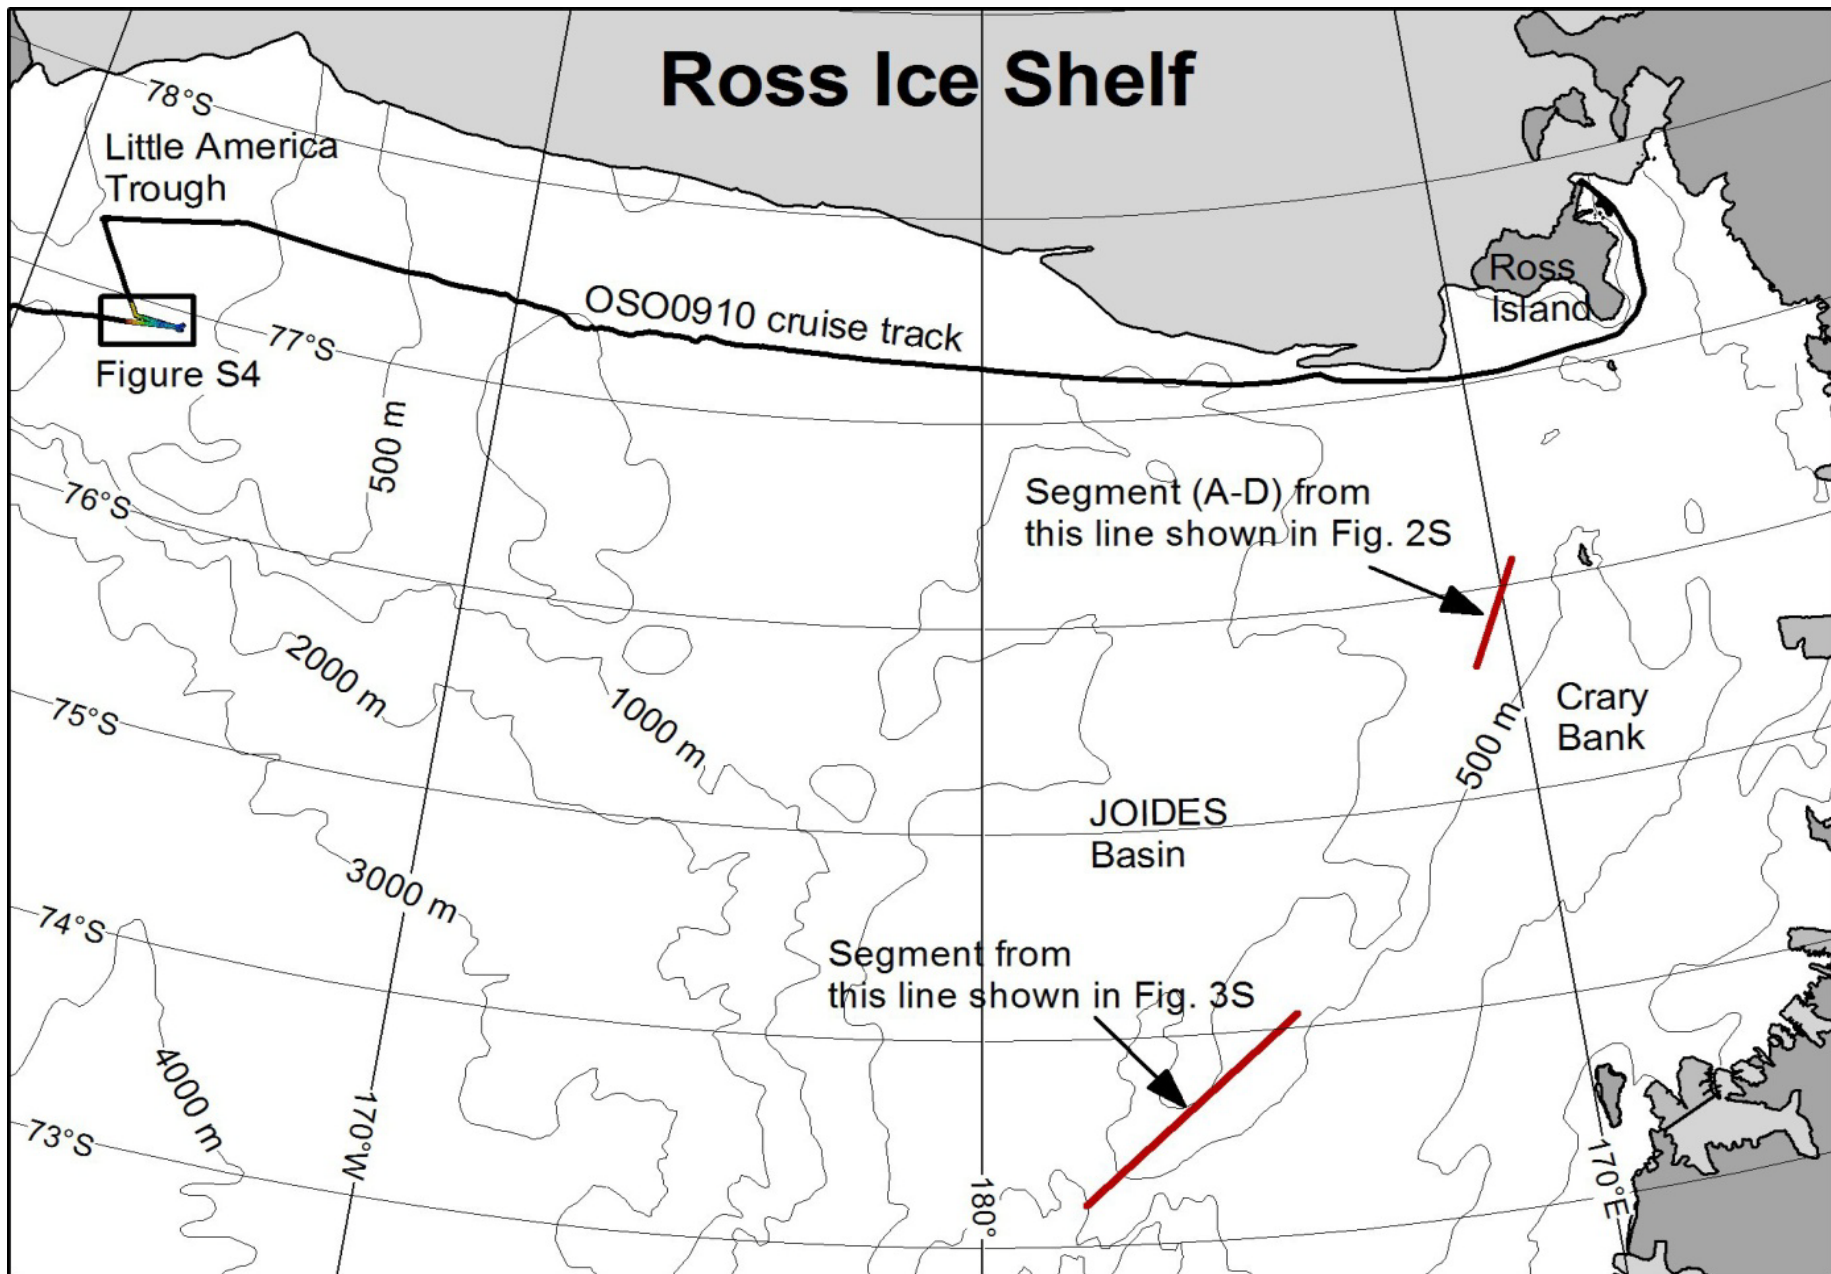 Ross Ice Shelf
78°S
Little America
Trough
OSO0910 cruise track
Ross
Island
77°S
Figure S4
500 m
76°S
Segment (A-D) from
this line shown in Fig. 2S
2000 m
1000 m
75°S
Crary
Bank
500 m
JOIDES
Basin
3000 m
74°S
Segment from
this line shown in Fig. 3S
4000 m
73°S
170°W
180°
170°E